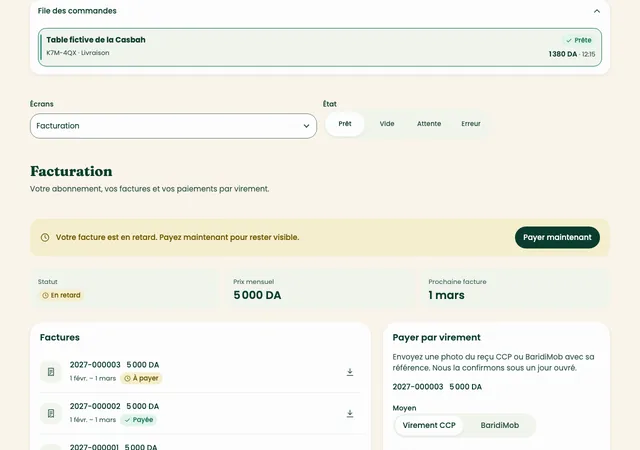 File des commandes
Table fictive de la Casbah
Prête
K7M-4QX · Livraison
1 380 DA · 12:15
Écrans
État
Facturation
Prêt
Vide
Attente
Erreur
Facturation
Votre abonnement, vos factures et vos paiements par virement.
Votre facture est en retard. Payez maintenant pour rester visible.
Payer maintenant
Statut
En retard
Prix mensuel
5 000 DA
Prochaine facture
1 mars
Factures
2027-000003 5 000 DA
1 févr. – 1 mars
À payer
2027-000002 5 000 DA
1 févr. – 1 mars
Payée
2027-000001 5 000 DA
Payer par virement
Envoyez une photo du reçu CCP ou BaridiMob avec sa
référence. Nous la confirmons sous un jour ouvré.
2027-000003 5 000 DA
Moyen
Virement CCP
BaridiMob